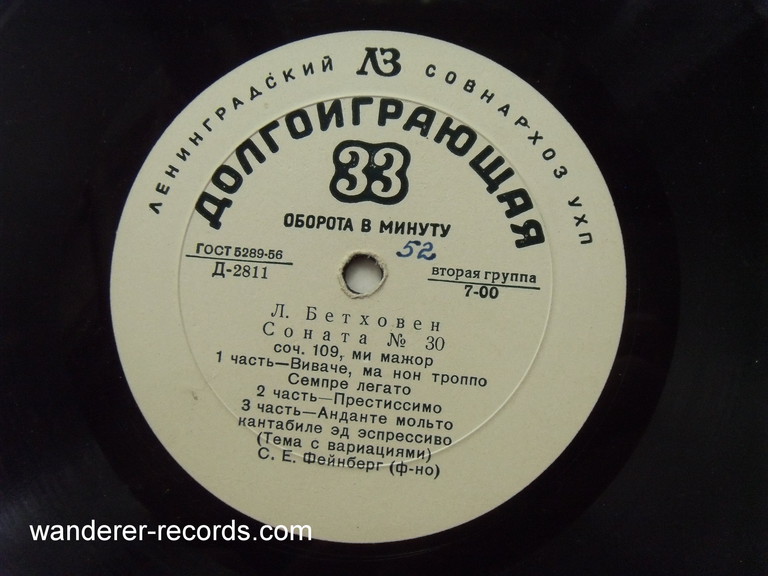 ЛЕНИНГРАДСКИЙ ЛЗ СОВНАРХОЗ УХП
ДОЛГОИГРАЮЩАЯ
33
ОБОРОТА В МИНУТУ
52
ГОСТ 5289-56
Д-2811
вторая группа
7-00
Л. Бетховен
Соната № 30
соч. 109, ми мажор
1 часть—Виваче, ма нон троппо
Семпре легато
2 часть—Престиссимо
3 часть—Анданте мольто
кантабиле эд эспрессиво
(Тема с вариациями)
С. Е. Фейнберг (ф-но)
wanderer-records.com